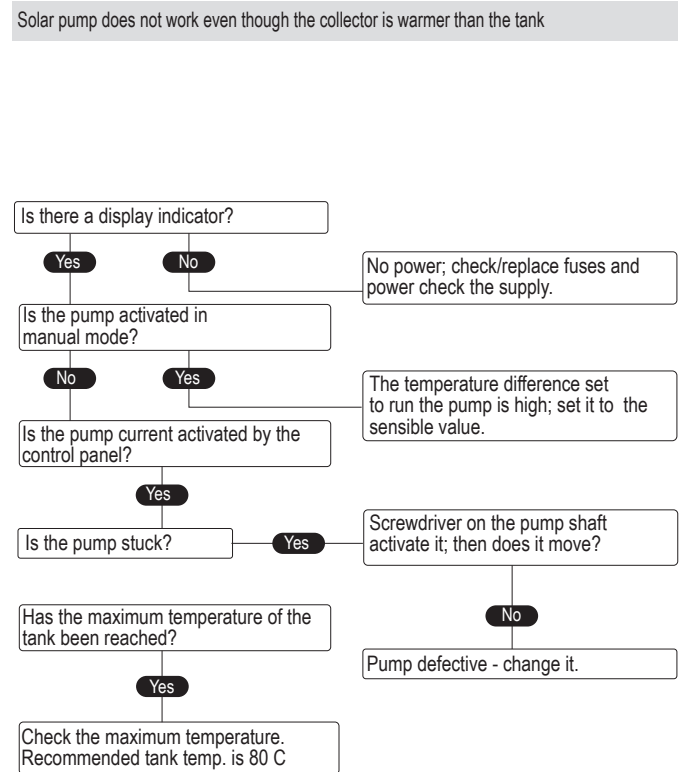 Solar pump does not work even though the collector is warmer than the tank
Is there a display indicator?
Yes
No
No power; check/replace fuses and
power check the supply.
Is the pump activated in
manual mode?
No
Yes
The temperature difference set
to run the pump is high; set it to the
sensible value.
Is the pump current activated by the
control panel?
Yes
Is the pump stuck?
Yes
Screwdriver on the pump shaft
activate it; then does it move?
No
Pump defective - change it.
Has the maximum temperature of the
tank been reached?
Yes
Check the maximum temperature.
Recommended tank temp. is 80 C